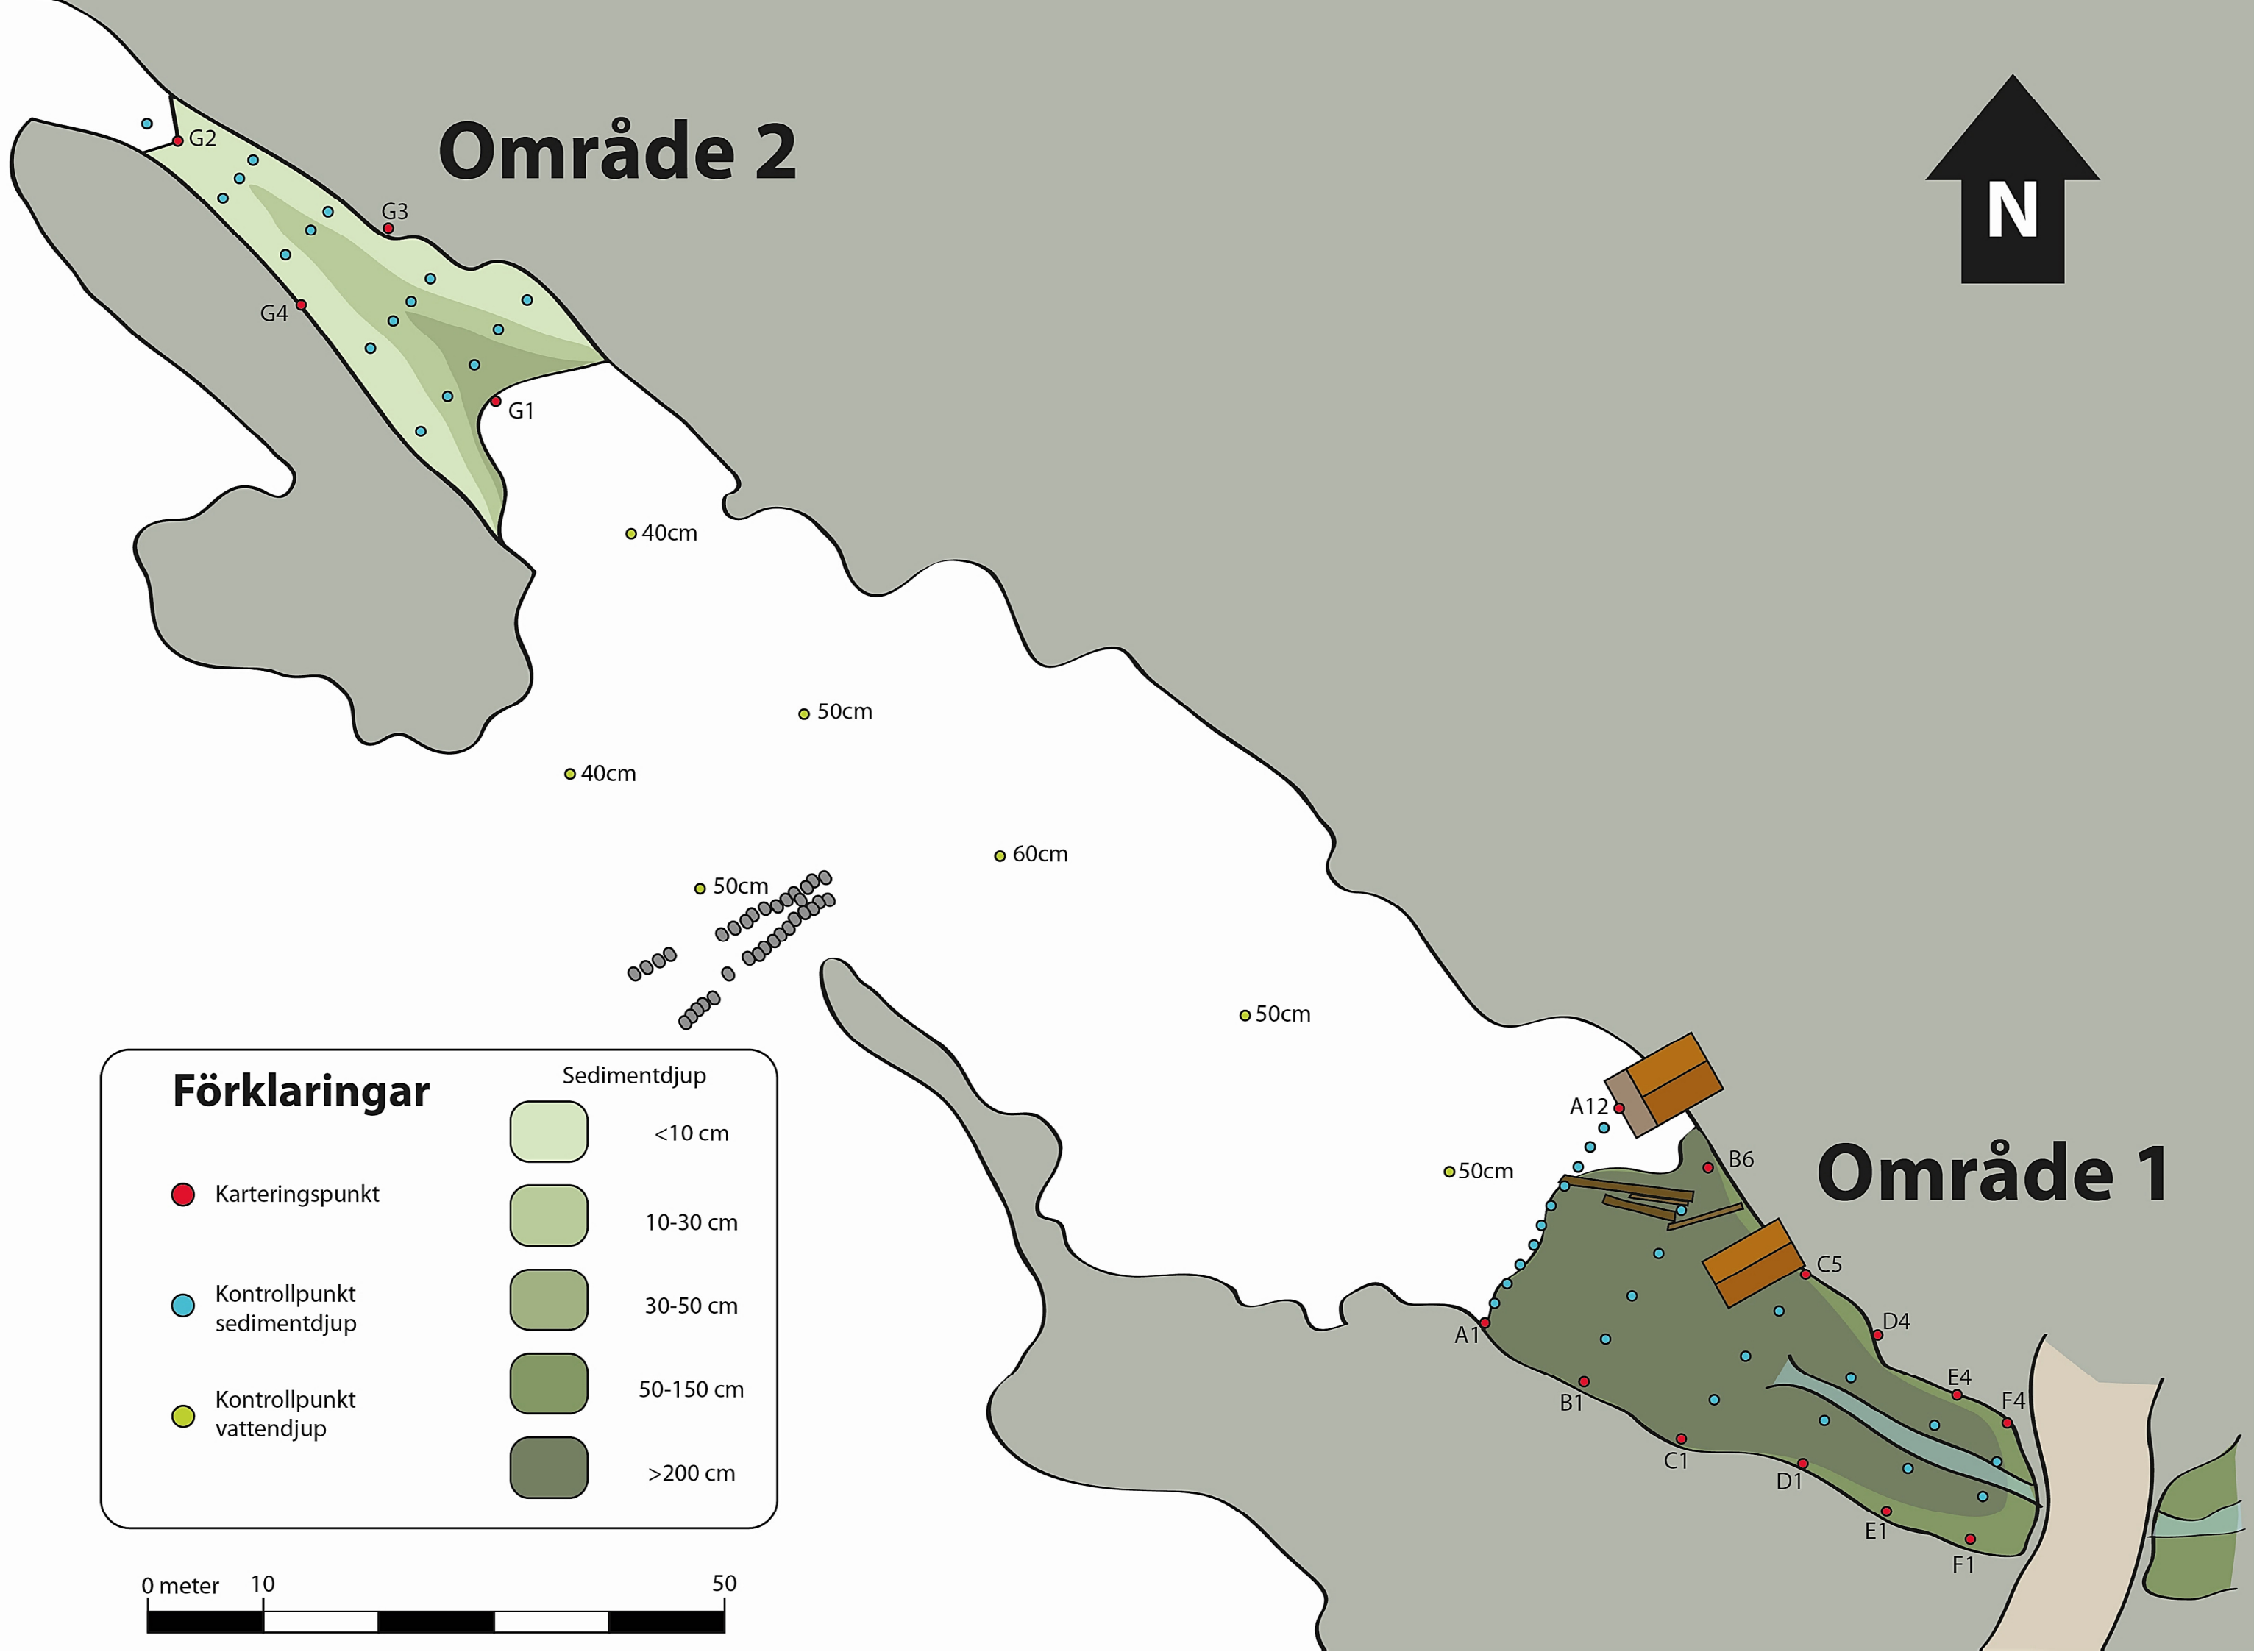 Område 2
N
G2
G3
G4
G1
40cm
50cm
40cm
60cm
50cm
50cm
A12
50cm
B6
Område 1
C5
A1
D4
B1
E4
F4
C1
D1
E1
F1
Förklaringar
Karteringspunkt
Kontrollpunkt
sedimentdjup
Kontrollpunkt
vattendjup
Sedimentdjup
<10 cm
10-30 cm
30-50 cm
50-150 cm
>200 cm
0 meter 10 50